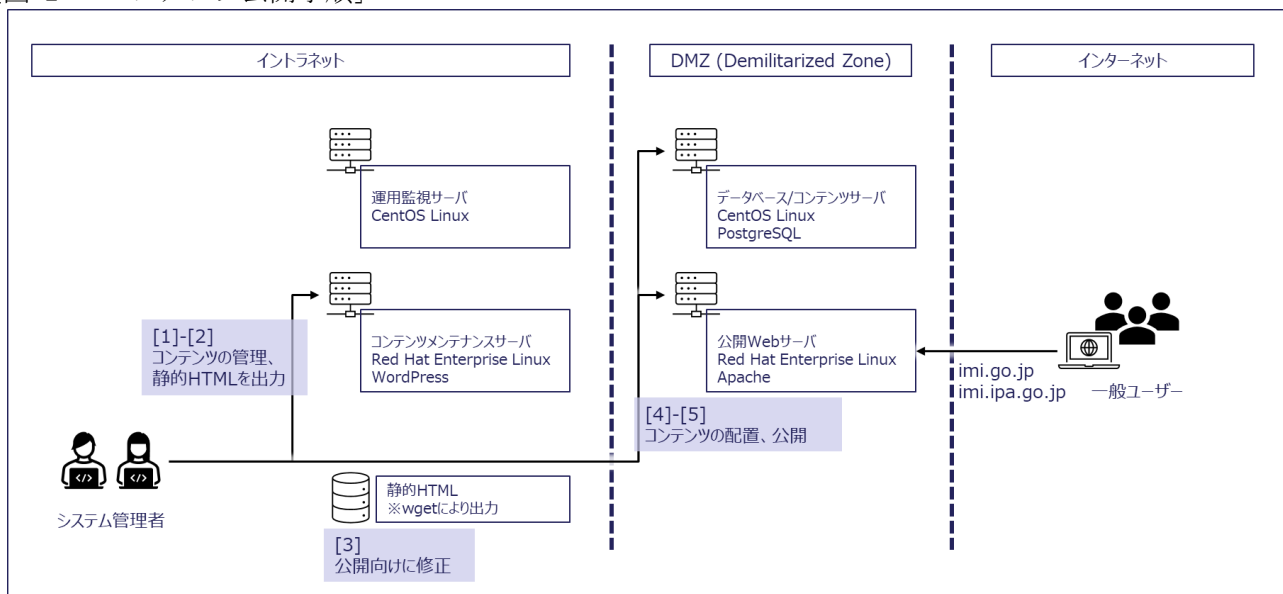 イントラネット
DMZ (Demilitarized Zone)
インターネット
運用監視サーバ
CentOS Linux
データベース/コンテンツサーバ
CentOS Linux
PostgreSQL
[1]-[2]
コンテンツの管理、
静的HTMLを出力
コンテンツメンテナンスサーバ
Red Hat Enterprise Linux
WordPress
公開Webサーバ
Red Hat Enterprise Linux
Apache
imi.go.jp
imi.ipa.go.jp
一般ユーザー
[4]-[5]
コンテンツの配置、公開
システム管理者
静的HTML
※wgetにより出力
[3]
公開向けに修正